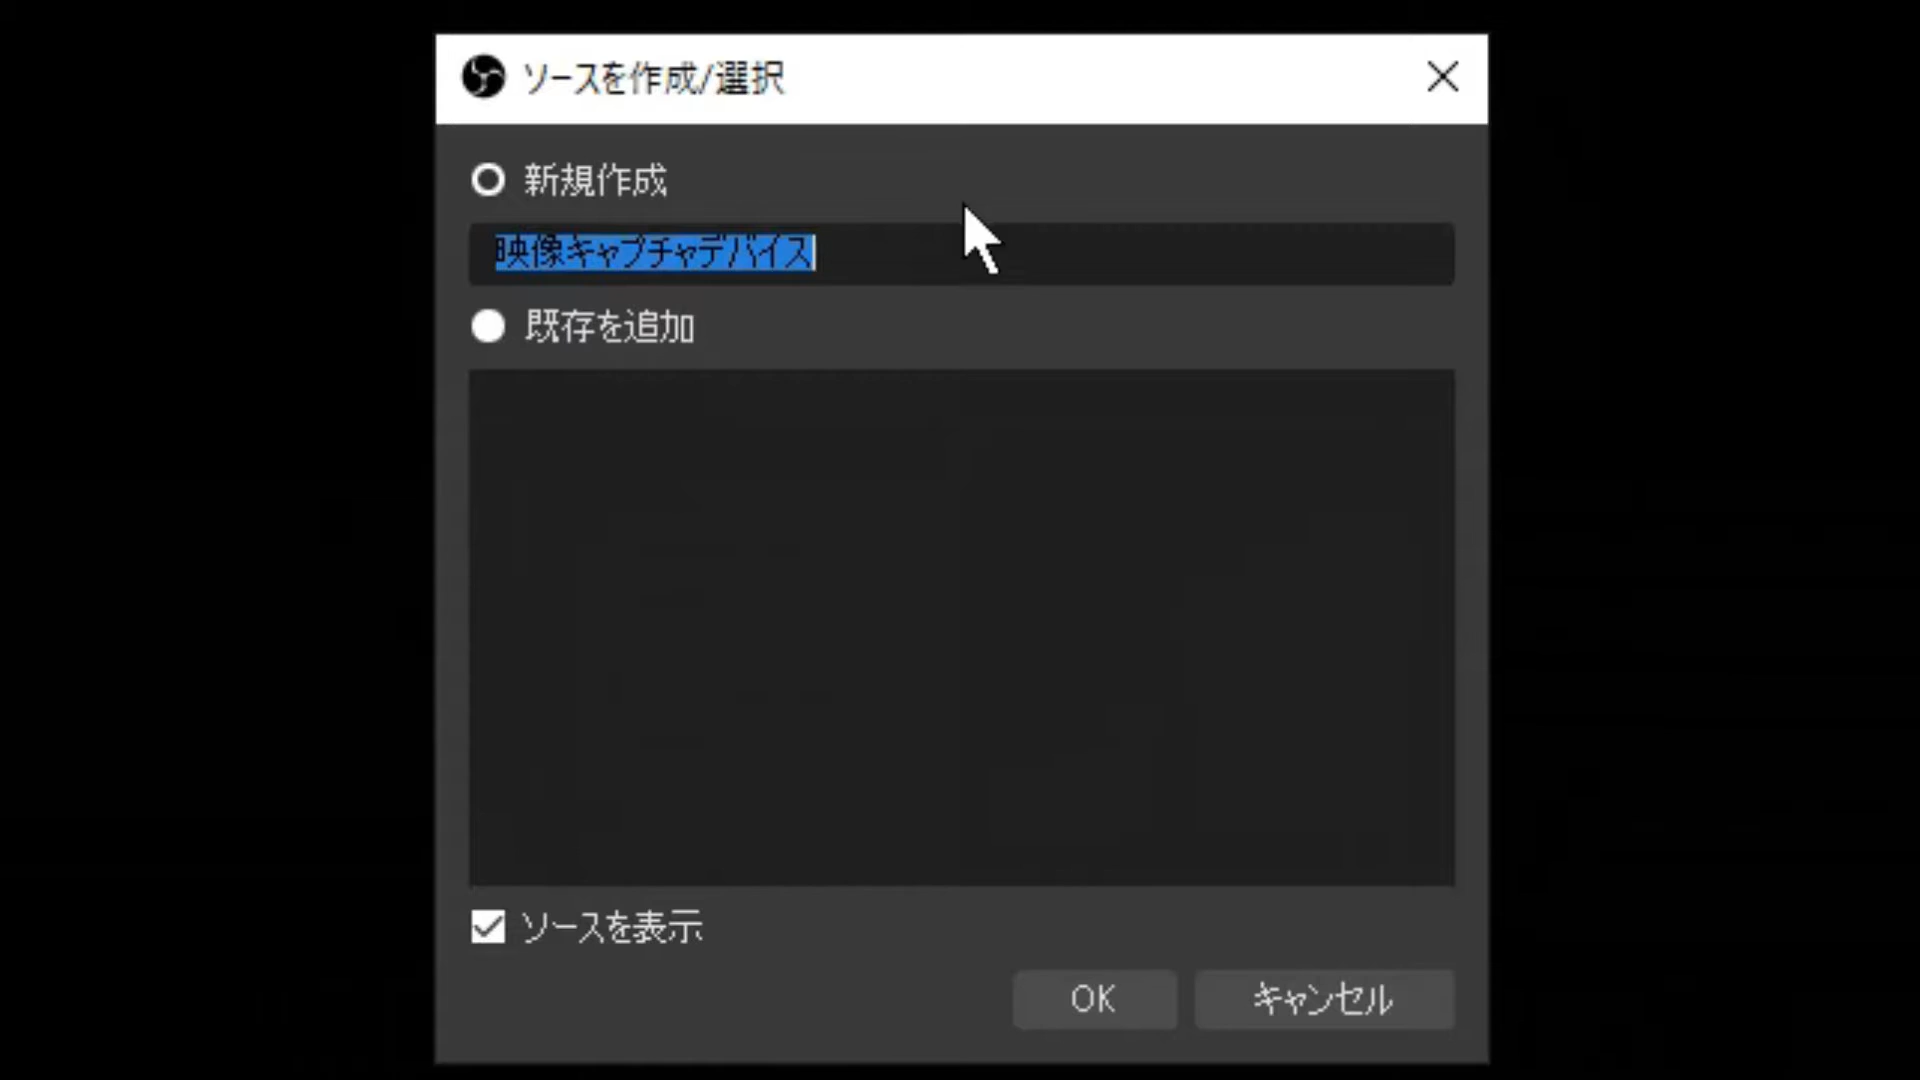 ソースを作成/選択
新規作成
映像キャプチャデバイス
既存を追加
ソースを表示
OK キャンセル